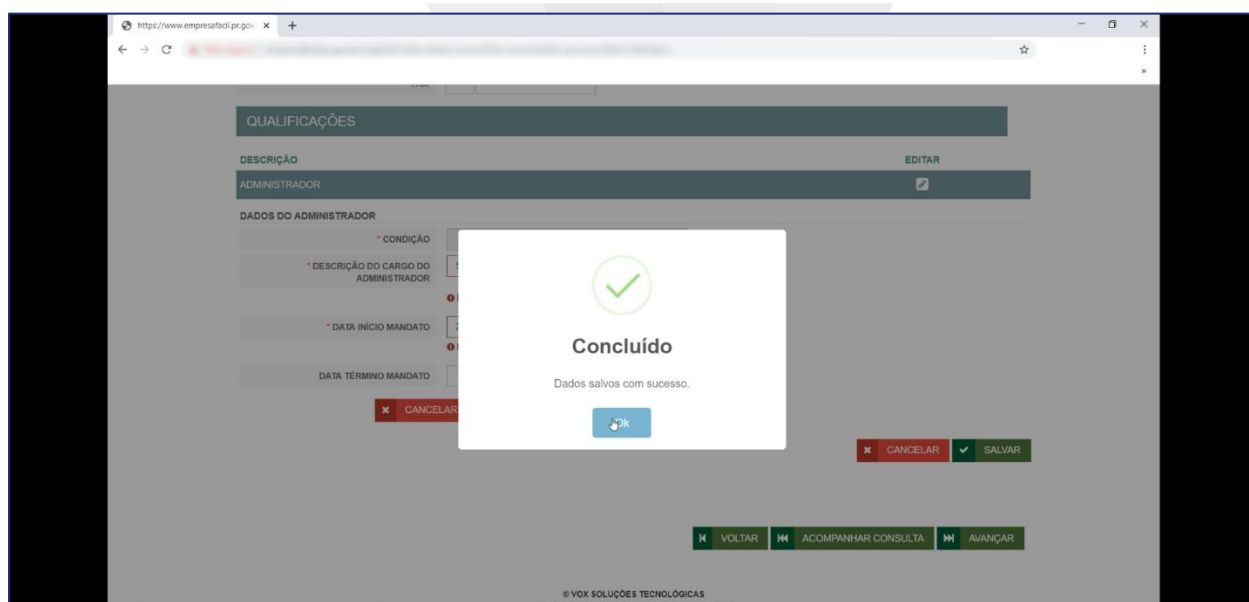 https://www.empresafacil.pr.gov.
QUALIFICAÇÕES
DESCRIÇÃO EDITAR
ADMINISTRADOR
DADOS DO ADMINISTRADOR
* CONDIÇÃO
* DESCRIÇÃO DO CARGO DO
ADMINISTRADOR
* DATA INÍCIO MANDATO
DATA TÉRMINO MANDATO
CANCELAR
Concluído
Dados salvos com sucesso.
Ok
CANCELAR SALVAR
VOLTAR ACOMPANHAR CONSULTA AVANÇAR
© VOX SOLUÇÕES TECNOLÓGICAS